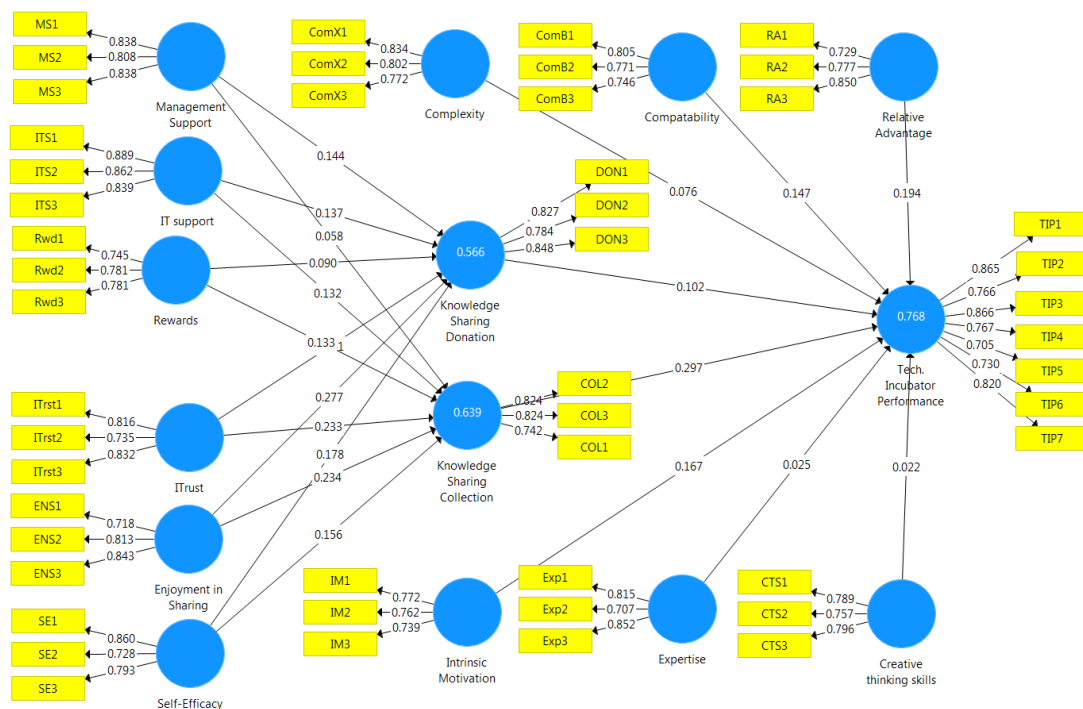 MS1
MS2
MS3
0.838
0.808
0.838
Management
Support
ComX1
ComX2
ComX3
0.834
0.802
0.772
Complexity
ComB1
ComB2
ComB3
0.805
0.771
0.746
Compatability
RA1
RA2
RA3
0.729
0.777
0.850
Relative
Advantage
ITS1
ITS2
ITS3
0.889
0.862
0.839
IT support
Rwd1
Rwd2
Rwd3
0.745
0.781
0.781
Rewards
0.144
0.137
0.058
0.090
0.132
0.133
0.277
0.233
0.178
0.234
0.156
0.566
Knowledge
Sharing
Donation
DON1
DON2
DON3
0.827
0.784
0.848
0.076
0.147
0.194
0.102
0.297
0.167
0.025
0.022
0.768
Tech.
Incubator
Performance
TIP1
TIP2
TIP3
TIP4
TIP5
TIP6
TIP7
0.865
0.766
0.866
0.767
0.705
0.730
0.820
ITrst1
ITrst2
ITrst3
0.816
0.735
0.832
ITrust
0.639
Knowledge
Sharing
Collection
COL2
COL3
COL1
0.824
0.824
0.742
ENS1
ENS2
ENS3
0.718
0.813
0.843
Enjoyment in
Sharing
SE1
SE2
SE3
0.860
0.728
0.793
Self-Efficacy
IM1
IM2
IM3
0.772
0.762
0.739
Intrinsic
Motivation
Exp1
Exp2
Exp3
0.815
0.707
0.852
Expertise
CTS1
CTS2
CTS3
0.789
0.757
0.796
Creative
thinking skills